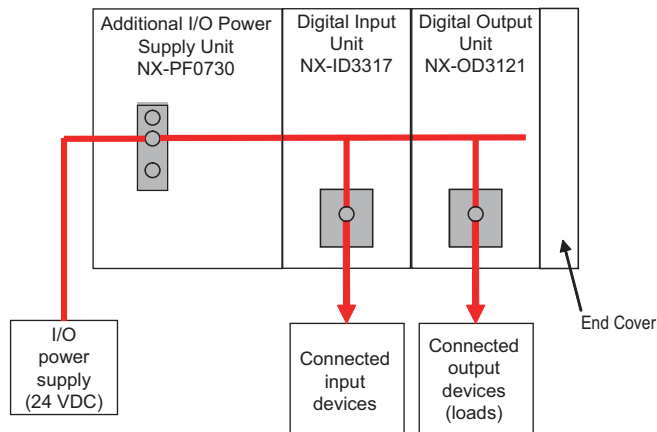 Additional I/O Power
Supply Unit
NX-PF0730
Digital Input
Unit
NX-ID3317
Digital Output
Unit
NX-OD3121
End Cover
I/O
power
supply
(24 VDC)
Connected
input
devices
Connected
output
devices
(loads)